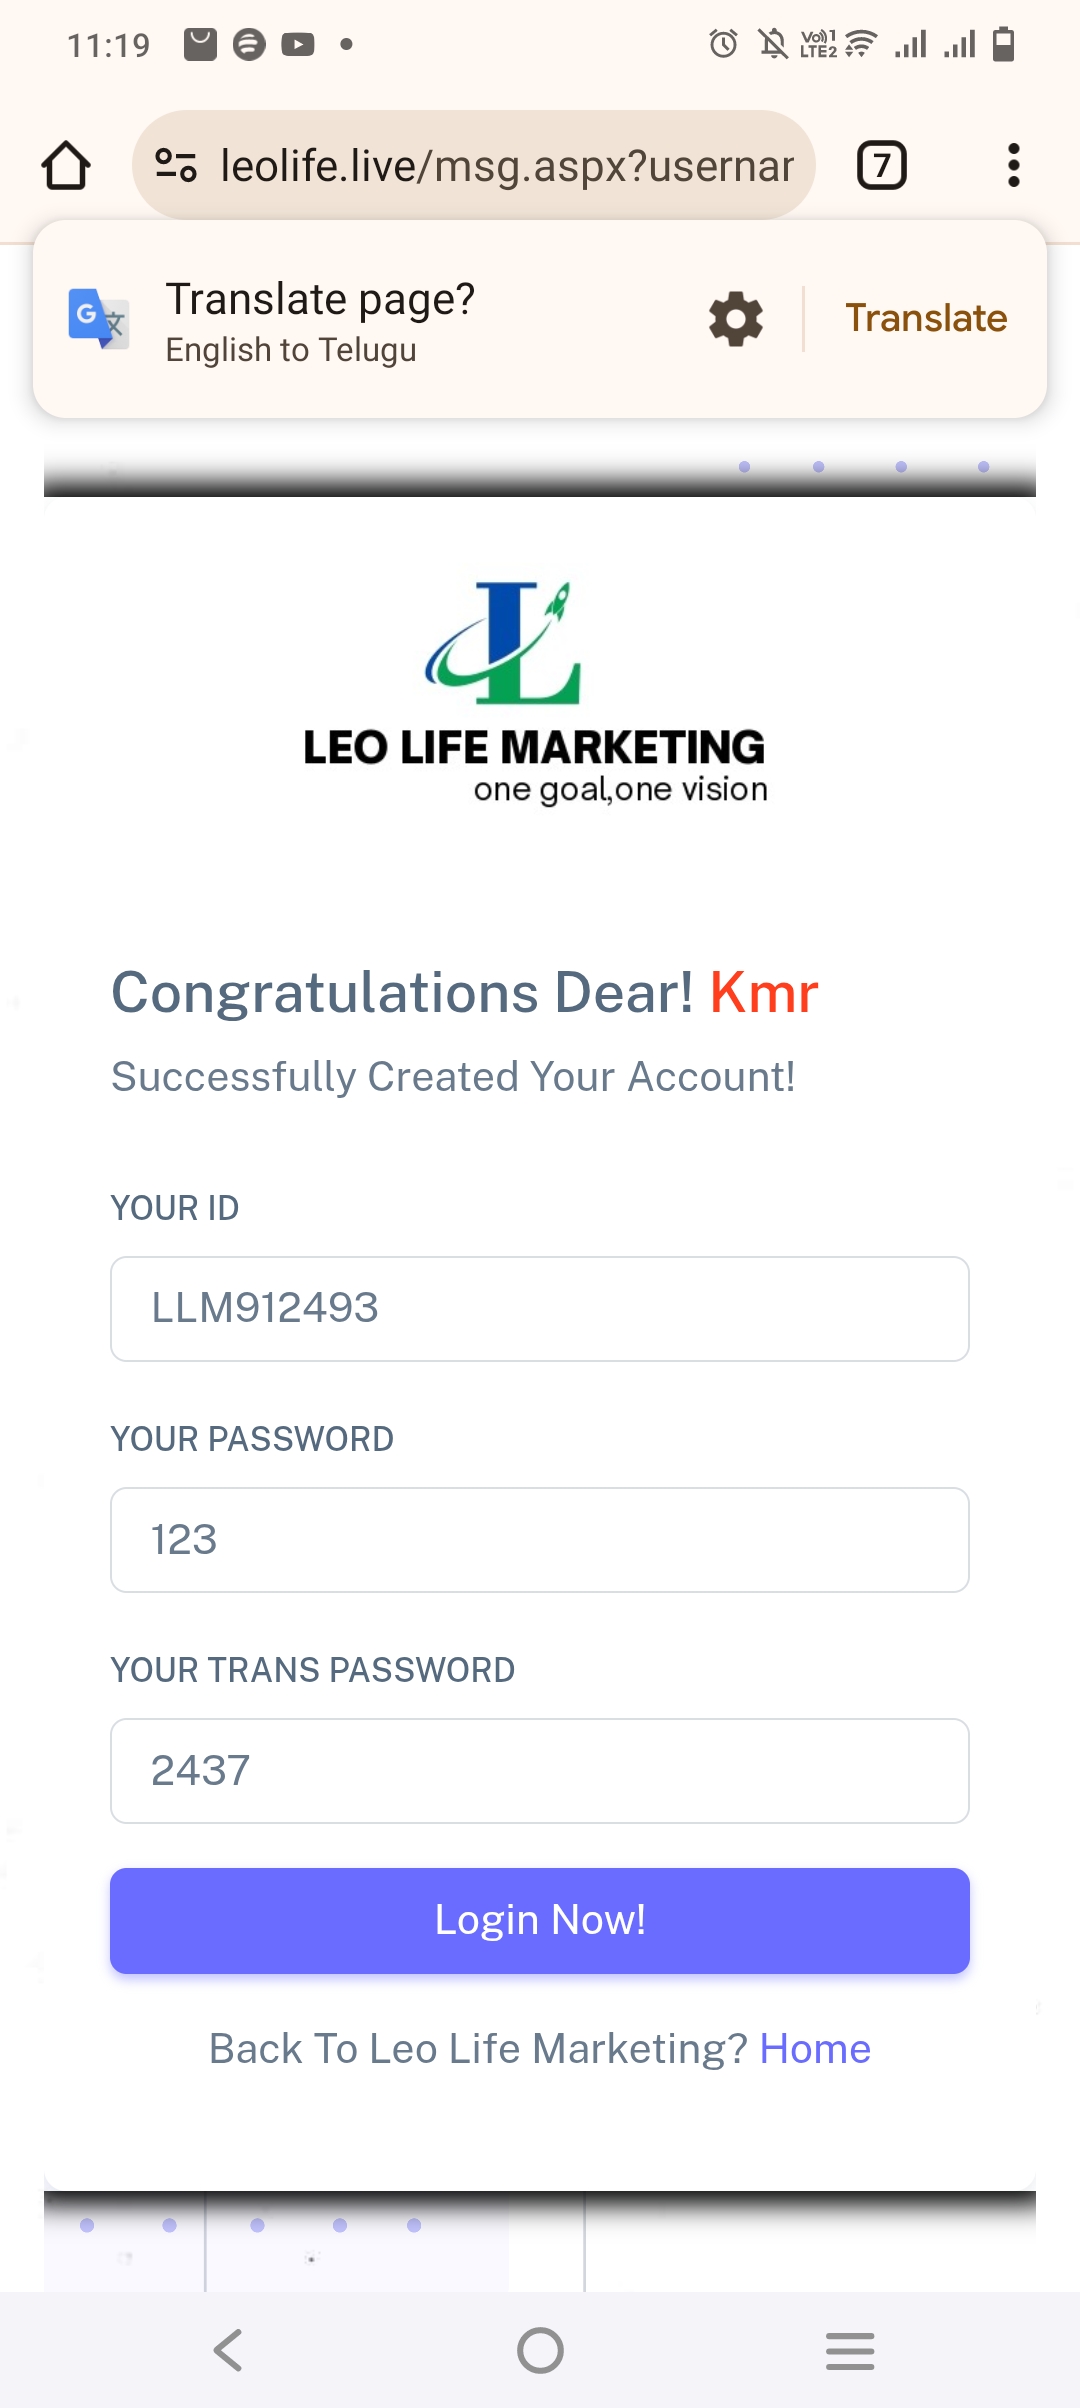 11:19
Vo)) 1
LTE2
leolife.live/msg.aspx?usernar
7
Translate page?
English to Telugu
Translate
LEO LIFE MARKETING
one goal,one vision
Congratulations Dear! Kmr
Successfully Created Your Account!
YOUR ID
LLM912493
YOUR PASSWORD
123
YOUR TRANS PASSWORD
2437
Login Now!
Back To Leo Life Marketing? Home